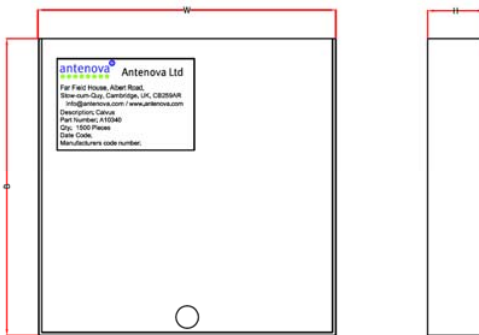 W
H
D
antenova Antenova Ltd
Far Field House, Abert Road,
Stow-cum-Quy, Cambridge, UK, CB259AR
info@antenova.com / www.antenova.com
Description; Calvus
Part Number; A10340
Qty; 1500 Pieces
Date Code;
Manufacturers code number;